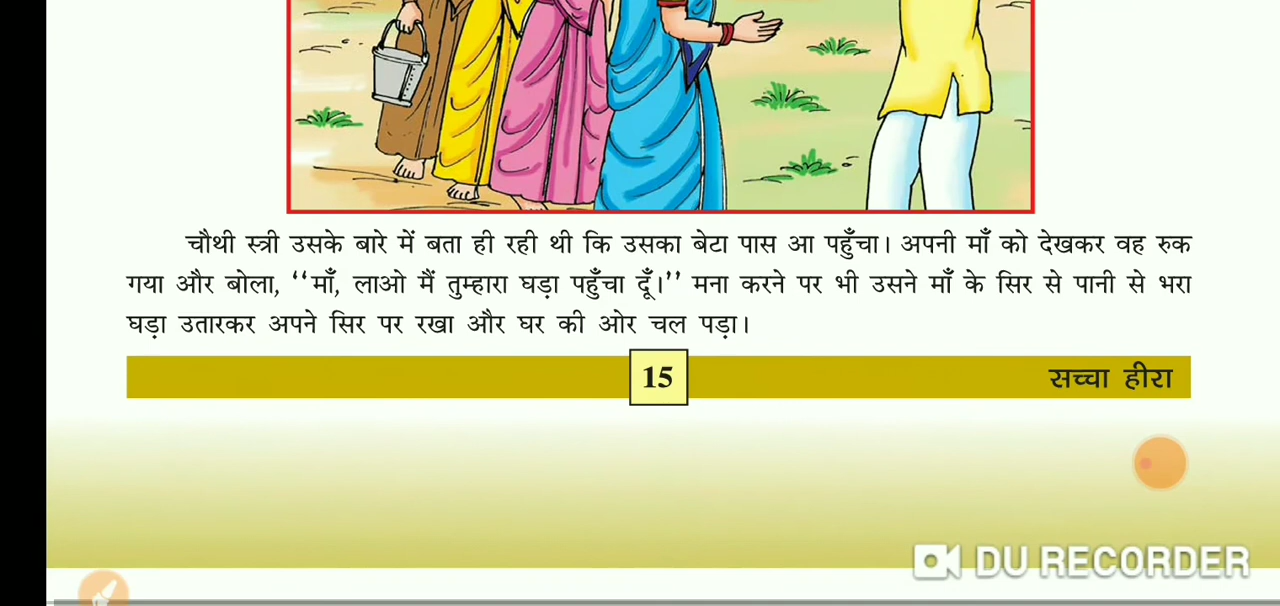 चौथी स्त्री उसके बारे में बता ही रही थी कि उसका बेटा पास आ पहुँचा। अपनी माँ को देखकर वह रुक
गया और बोला, ‘‘माँ, लाओ मैं तुम्हारा घड़ा पहुँचा दूँ।’’ मना करने पर भी उसने माँ के सिर से पानी से भरा
घड़ा उतारकर अपने सिर पर रखा और घर की ओर चल पड़ा।
15
सच्चा हीरा
DU RECORDER